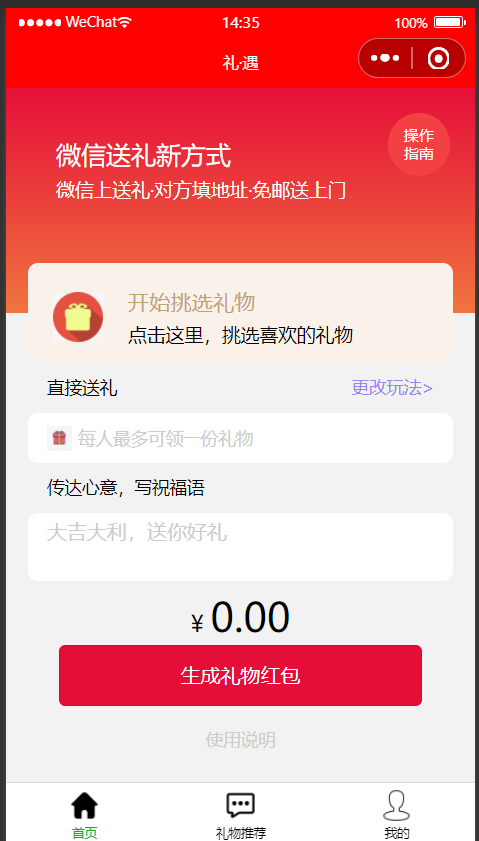 WeChat 14:35 100%
礼·遇
操作
指南
微信送礼新方式
微信上送礼·对方填地址·免邮送上门
开始挑选礼物
点击这里，挑选喜欢的礼物
直接送礼 更改玩法>
每人最多可领一份礼物
传达心意，写祝福语
大吉大利，送你好礼
¥ 0.00
生成礼物红包
使用说明
首页 礼物推荐 我的